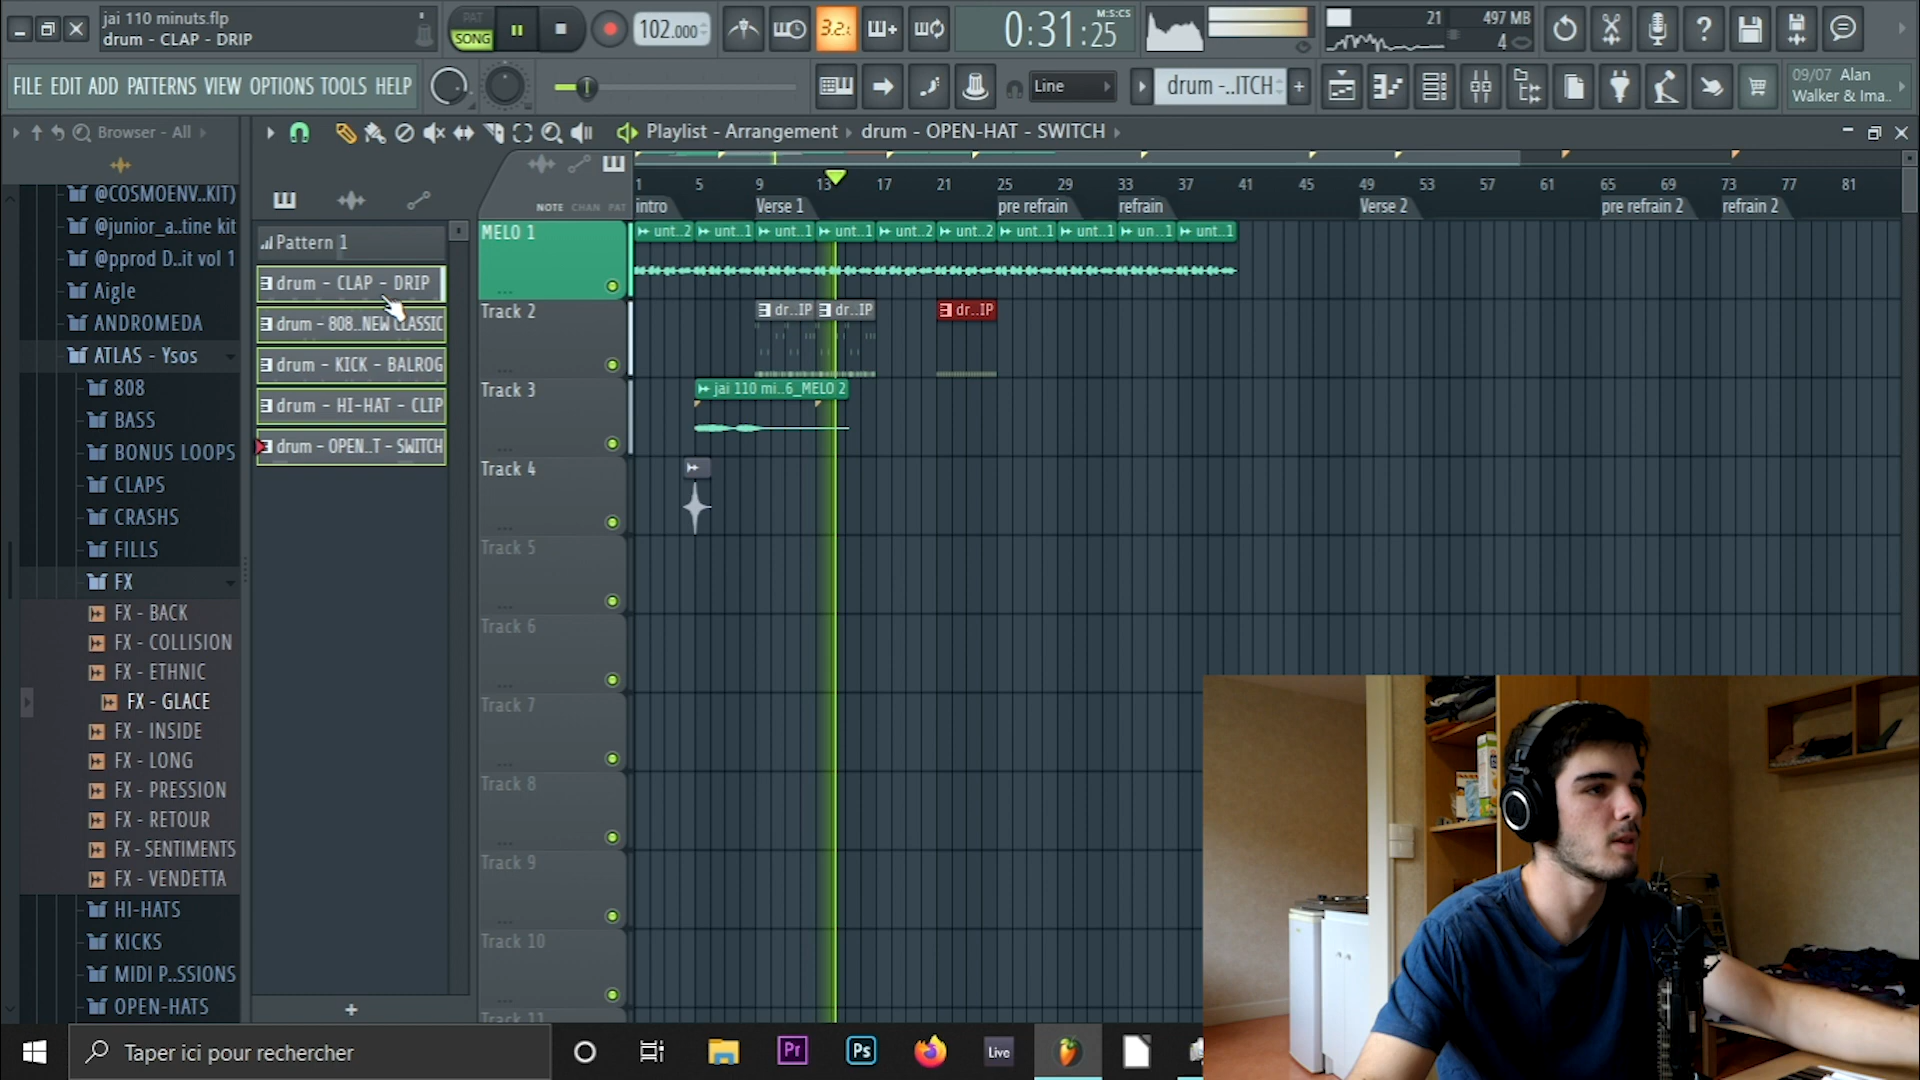 jai 110 minuts.flp
drum - CLAP - DRIP
PAT
SONG
102.000
3.2.
0:31:25
M:S:CS
21
497 MB
4
FILE EDIT ADD PATTERNS VIEW OPTIONS TOOLS HELP
Line
drum -..ITCH
09/07 Alan
Walker & Ima..
Browser - All
Playlist - Arrangement
drum - OPEN-HAT - SWITCH
NOTE CHAN PAT
1 5 9 13 17 21 25 29 33 37 41 45 49 53 57 61 65 69 73 77 81
intro
Verse 1
pre refrain
refrain
Verse 2
pre refrain 2
refrain 2
@COSMOENV..KIT)
@junior_a..tine kit
@pprod D..it vol 1
Aigle
ANDROMEDA
ATLAS - Ysos
808
BASS
BONUS LOOPS
CLAPS
CRASHS
FILLS
FX
FX - BACK
FX - COLLISION
FX - ETHNIC
FX - GLACE
FX - INSIDE
FX - LONG
FX - PRESSION
FX - RETOUR
FX - SENTIMENTS
FX - VENDETTA
HI-HATS
KICKS
MIDI P..SSIONS
OPEN-HATS
Pattern 1
drum - CLAP - DRIP
drum - 808..NEW CLASSIC
drum - KICK - BALROG
drum - HI-HAT - CLIP
drum - OPEN..T - SWITCH
MELO 1
unt..2 unt..1 unt..1 unt..1 unt..2 unt..2 unt..1 unt..1 un..1 unt..1
Track 2
dr..IP dr..IP dr..IP
Track 3
jai 110 mi..6_MELO 2
Track 4
Track 5
Track 6
Track 7
Track 8
Track 9
Track 10
Track 11
Taper ici pour rechercher
Pr
Ps
Live